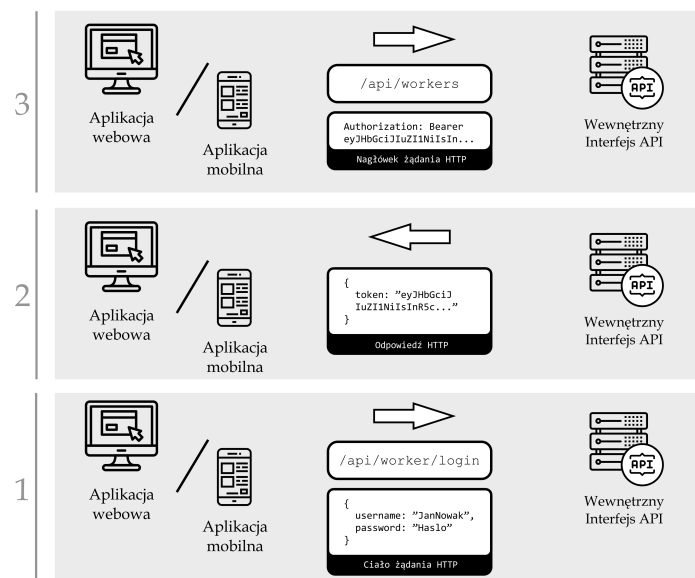 3
Aplikacja
webowa
Aplikacja
mobilna
/api/workers
Authorization: Bearer
eyJHbGciJIuZI1NiIsIn...
Nagłówek żądania HTTP
API
Wewnętrzny
Interfejs API
2
Aplikacja
webowa
Aplikacja
mobilna
{
token: ”eyJHbGciJ
IuZI1NiIsInR5c...”
}
Odpowiedź HTTP
API
Wewnętrzny
Interfejs API
1
Aplikacja
webowa
Aplikacja
mobilna
/api/worker/login
{
username: ”JanNowak”,
password: ”Haslo”
}
Ciało żądania HTTP
API
Wewnętrzny
Interfejs API